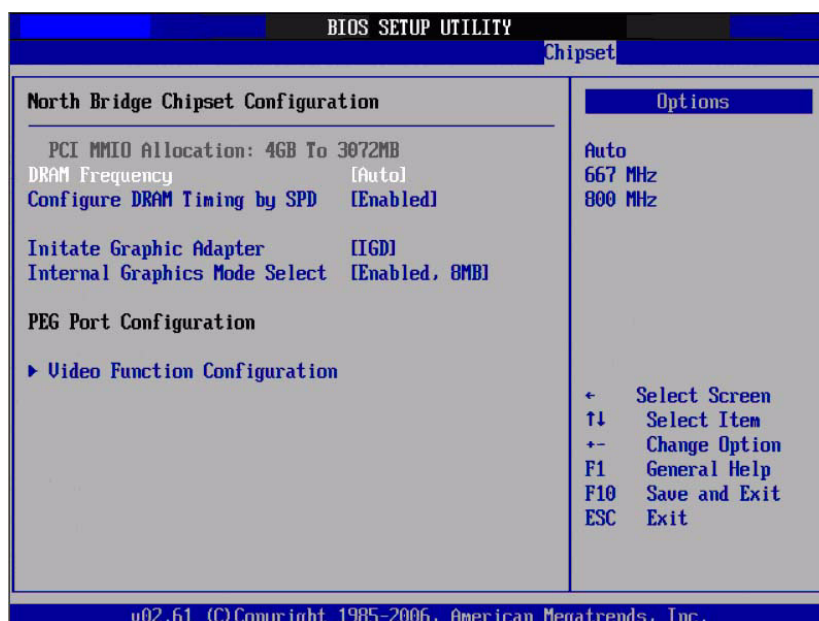 BIOS SETUP UTILITY
Chipset
North Bridge Chipset Configuration
PCI MMIO Allocation: 4GB To 3072MB
DRAM Frequency [Auto]
Configure DRAM Timing by SPD [Enabled]
Initate Graphic Adapter [IGD]
Internal Graphics Mode Select [Enabled, 8MB]
PEG Port Configuration
▶ Video Function Configuration
Options
Auto
667 MHz
800 MHz
← Select Screen
↑↓ Select Item
+- Change Option
F1 General Help
F10 Save and Exit
ESC Exit
v02.61 (C)Copyright 1985-2006, American Megatrends, Inc.